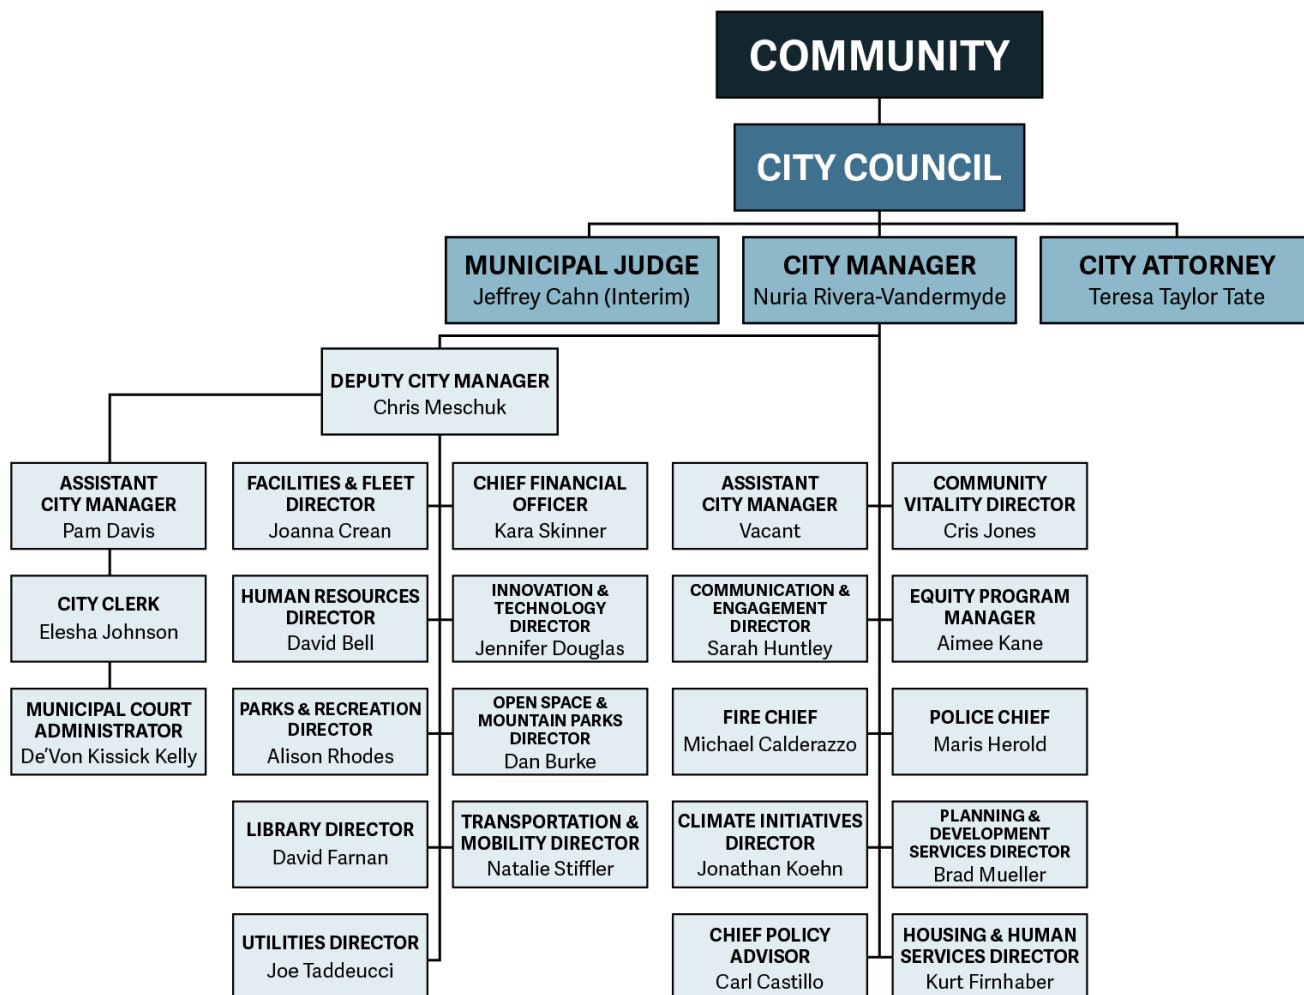 COMMUNITY
CITY COUNCIL
MUNICIPAL JUDGE
Jeffrey Cahn (Interim)
CITY MANAGER
Nuria Rivera-Vandermyde
CITY ATTORNEY
Teresa Taylor Tate
DEPUTY CITY MANAGER
Chris Meschuk
ASSISTANT
CITY MANAGER
Pam Davis
FACILITIES & FLEET
DIRECTOR
Joanna Crean
CHIEF FINANCIAL
OFFICER
Kara Skinner
ASSISTANT
CITY MANAGER
Vacant
COMMUNITY
VITALITY DIRECTOR
Cris Jones
CITY CLERK
Elesha Johnson
HUMAN RESOURCES
DIRECTOR
David Bell
INNOVATION &
TECHNOLOGY
DIRECTOR
Jennifer Douglas
COMMUNICATION &
ENGAGEMENT
DIRECTOR
Sarah Huntley
EQUITY PROGRAM
MANAGER
Aimee Kane
MUNICIPAL COURT
ADMINISTRATOR
De’Von Kissick Kelly
PARKS & RECREATION
DIRECTOR
Alison Rhodes
OPEN SPACE &
MOUNTAIN PARKS
DIRECTOR
Dan Burke
FIRE CHIEF
Michael Calderazzo
POLICE CHIEF
Maris Herold
LIBRARY DIRECTOR
David Farnan
TRANSPORTATION &
MOBILITY DIRECTOR
Natalie Stiffler
CLIMATE INITIATIVES
DIRECTOR
Jonathan Koehn
PLANNING &
DEVELOPMENT
SERVICES DIRECTOR
Brad Mueller
UTILITIES DIRECTOR
Joe Taddeucci
CHIEF POLICY
ADVISOR
Carl Castillo
HOUSING & HUMAN
SERVICES DIRECTOR
Kurt Firnhaber